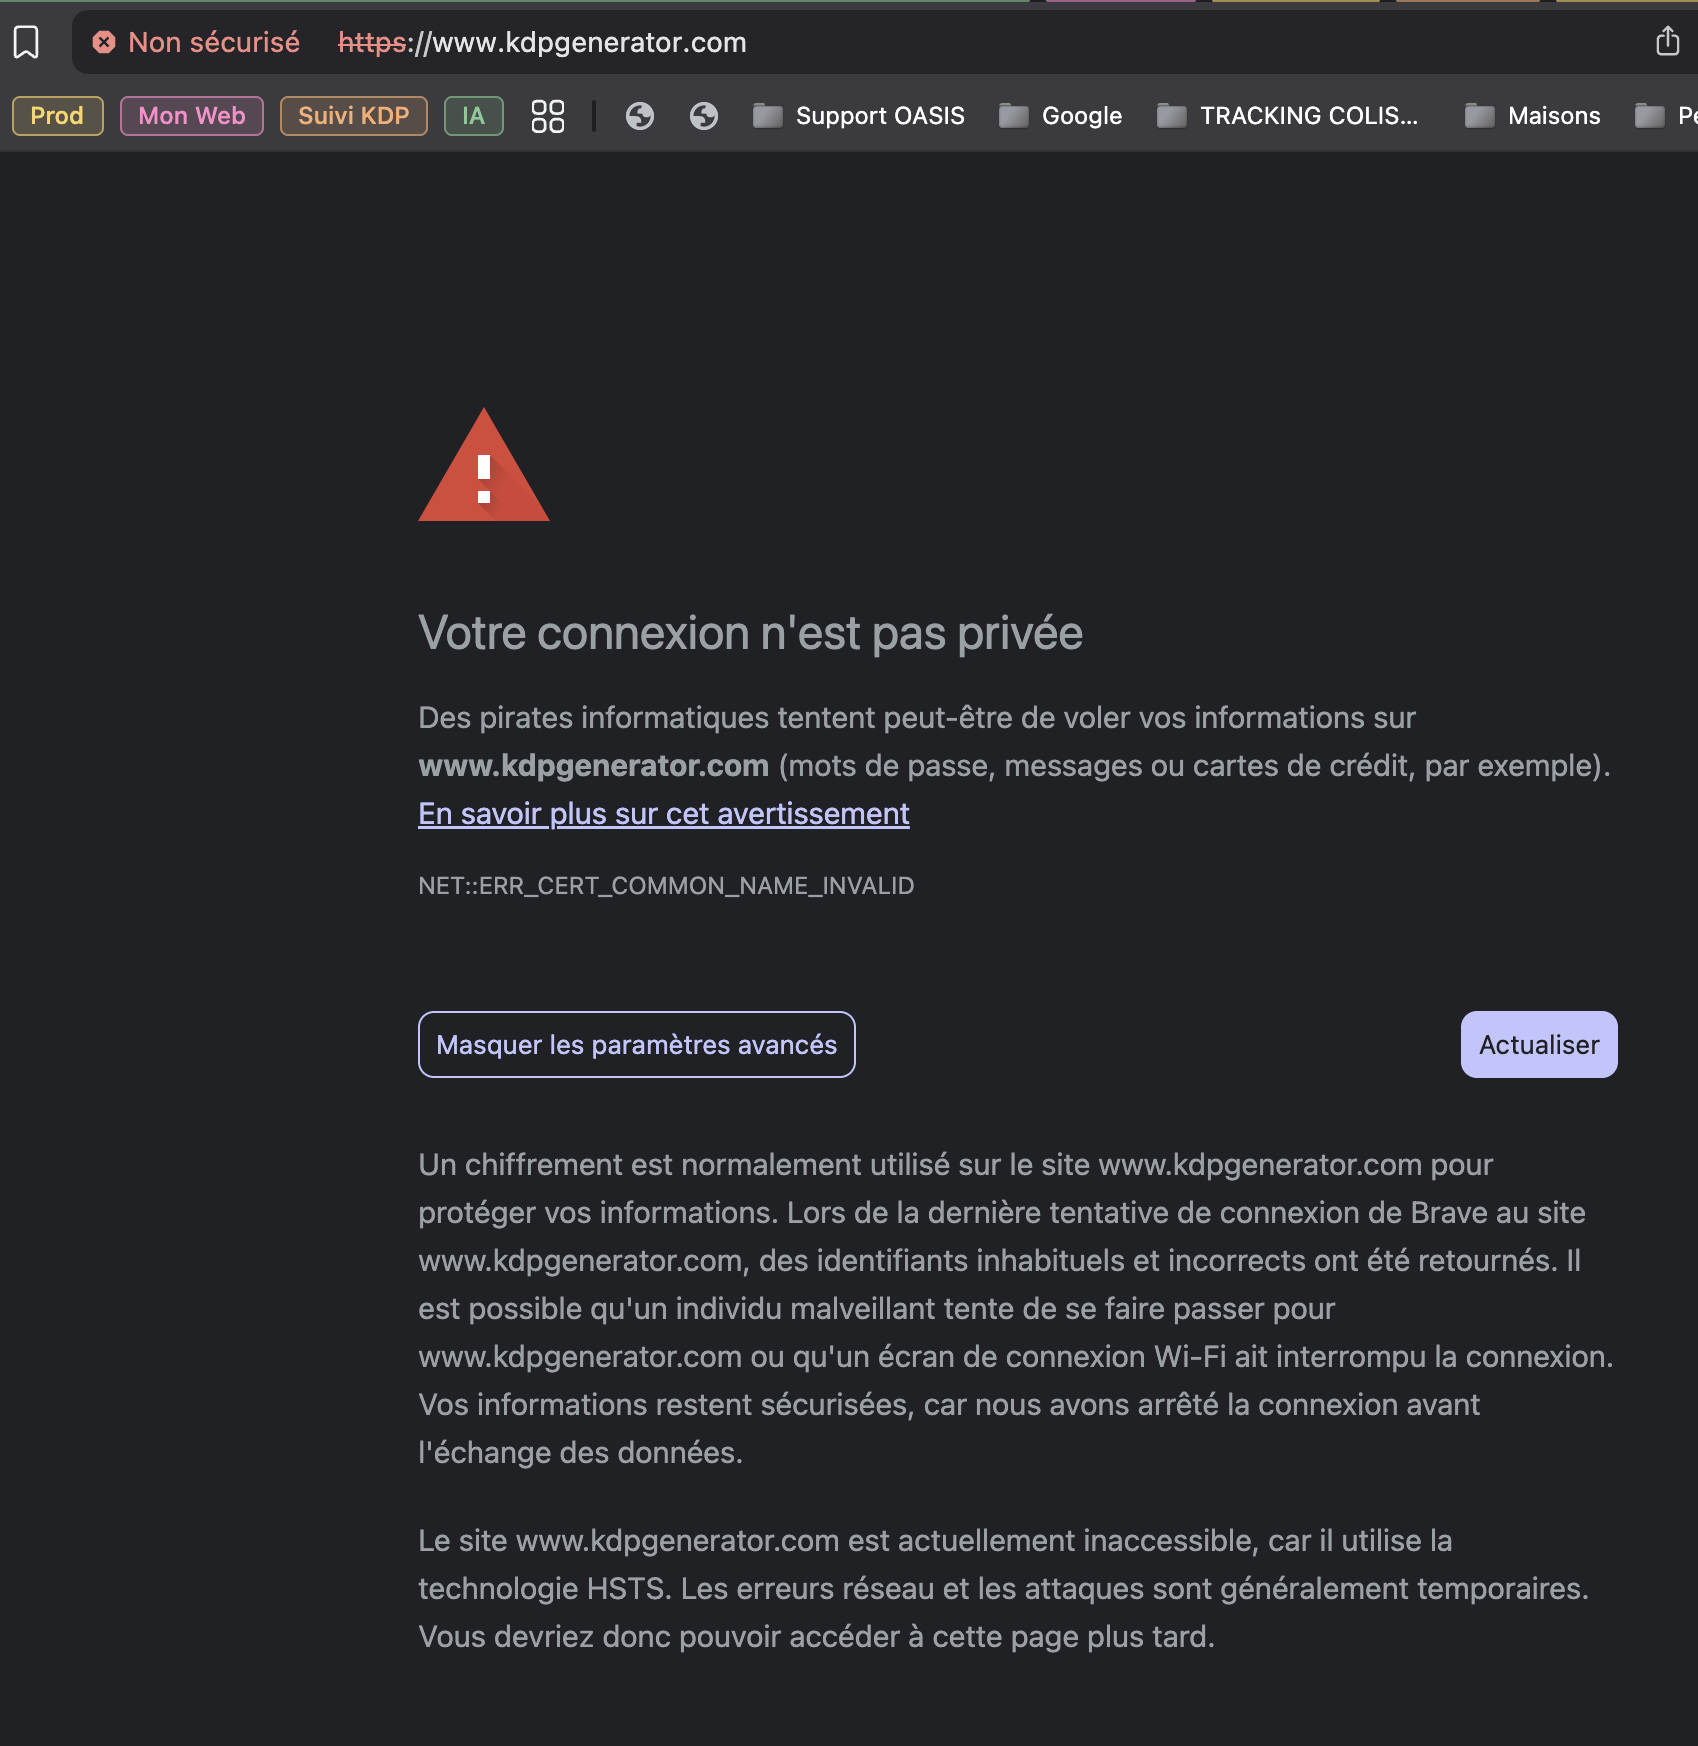 Non sécurisé https://www.kdpgenerator.com
Prod Mon Web Suivi KDP IA Support OASIS Google TRACKING COLIS... Maisons
Votre connexion n'est pas privée
Des pirates informatiques tentent peut-être de voler vos informations sur
www.kdpgenerator.com (mots de passe, messages ou cartes de crédit, par exemple).
En savoir plus sur cet avertissement
NET::ERR_CERT_COMMON_NAME_INVALID
Masquer les paramètres avancés Actualiser
Un chiffrement est normalement utilisé sur le site www.kdpgenerator.com pour
protéger vos informations. Lors de la dernière tentative de connexion de Brave au site
www.kdpgenerator.com, des identifiants inhabituels et incorrects ont été retournés. Il
est possible qu'un individu malveillant tente de se faire passer pour
www.kdpgenerator.com ou qu'un écran de connexion Wi-Fi ait interrompu la connexion.
Vos informations restent sécurisées, car nous avons arrêté la connexion avant
l'échange des données.
Le site www.kdpgenerator.com est actuellement inaccessible, car il utilise la
technologie HSTS. Les erreurs réseau et les attaques sont généralement temporaires.
Vous devriez donc pouvoir accéder à cette page plus tard.